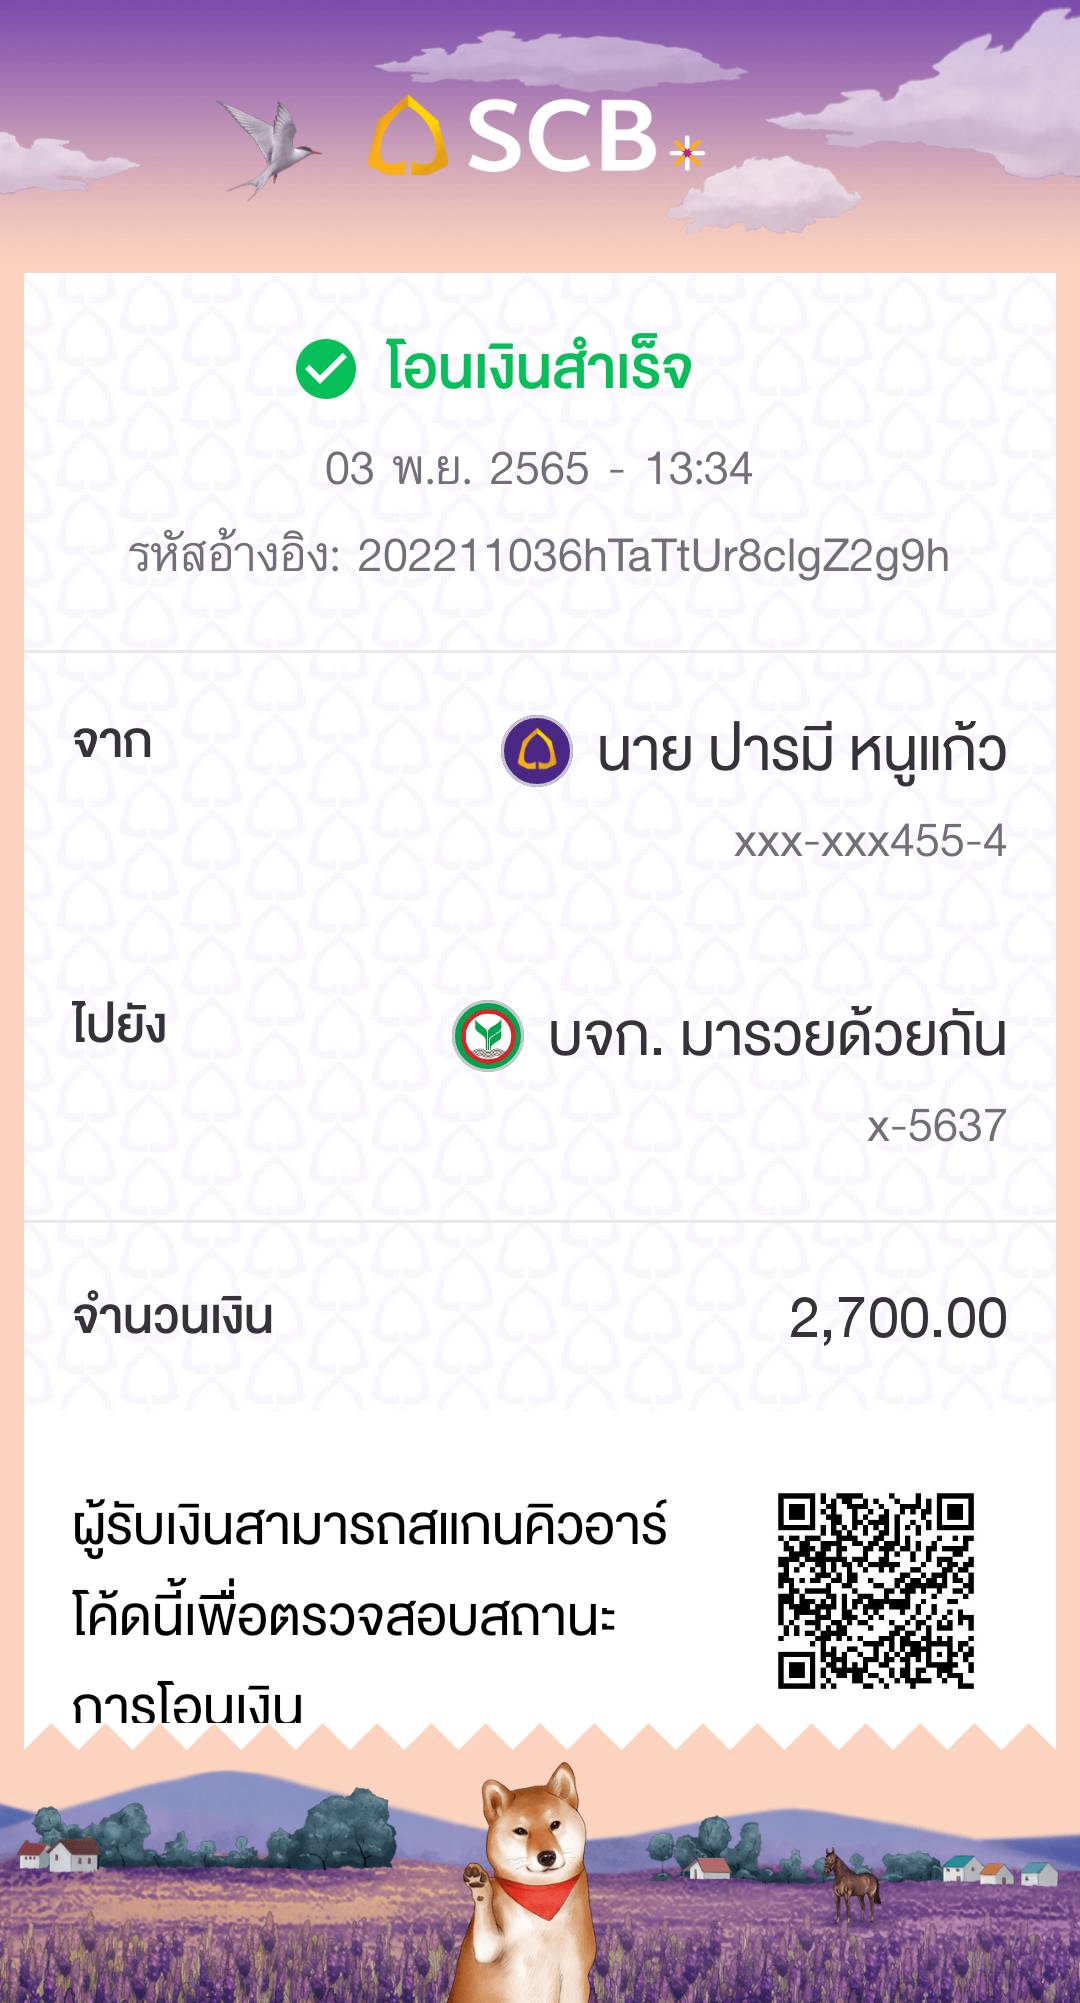 SCB
โอนเงินสำเร็จ
03 พ.ย. 2565 - 13:34
รหัสอ้างอิง: 202211036hTaTtUr8clgZ2g9h
จาก
นาย ปารมี หนูแก้ว
xxx-xxx455-4
ไปยัง
บจก. มารวยด้วยกัน
x-5637
จำนวนเงิน
2,700.00
ผู้รับเงินสามารถสแกนคิวอาร์
โค้ดนี้เพื่อตรวจสอบสถานะ
การโอนเงิน